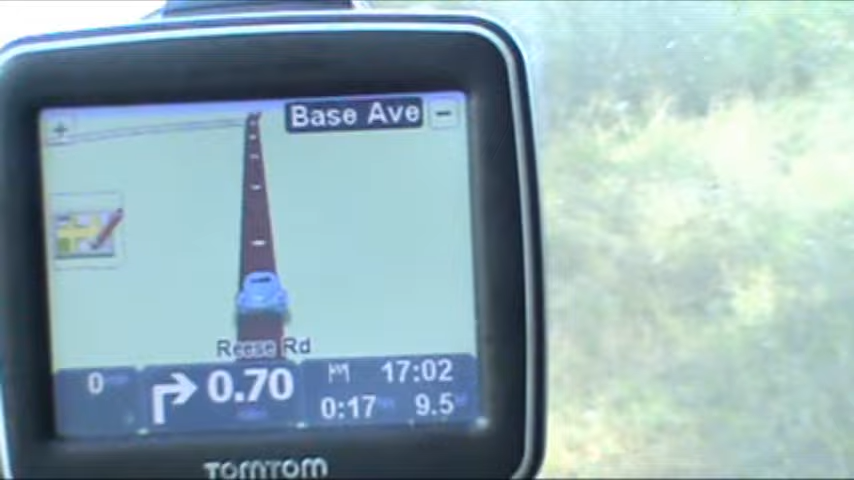 + Base Ave −
Reese Rd
0 0.70 17:02
0:17 9.5
TOMTOM